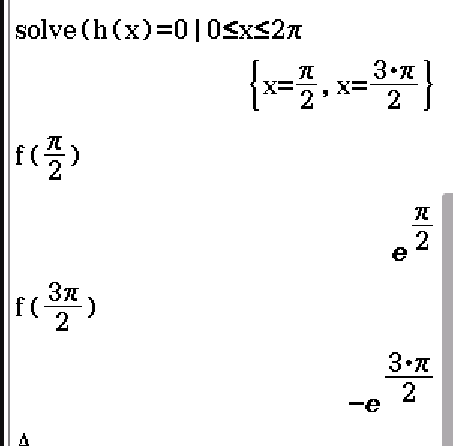 solve(h(x)=0|0≤x≤2π
{x=π/2, x=3·π/2}
f(π/2)
e^(π/2)
f(3π/2)
-e^(3·π/2)